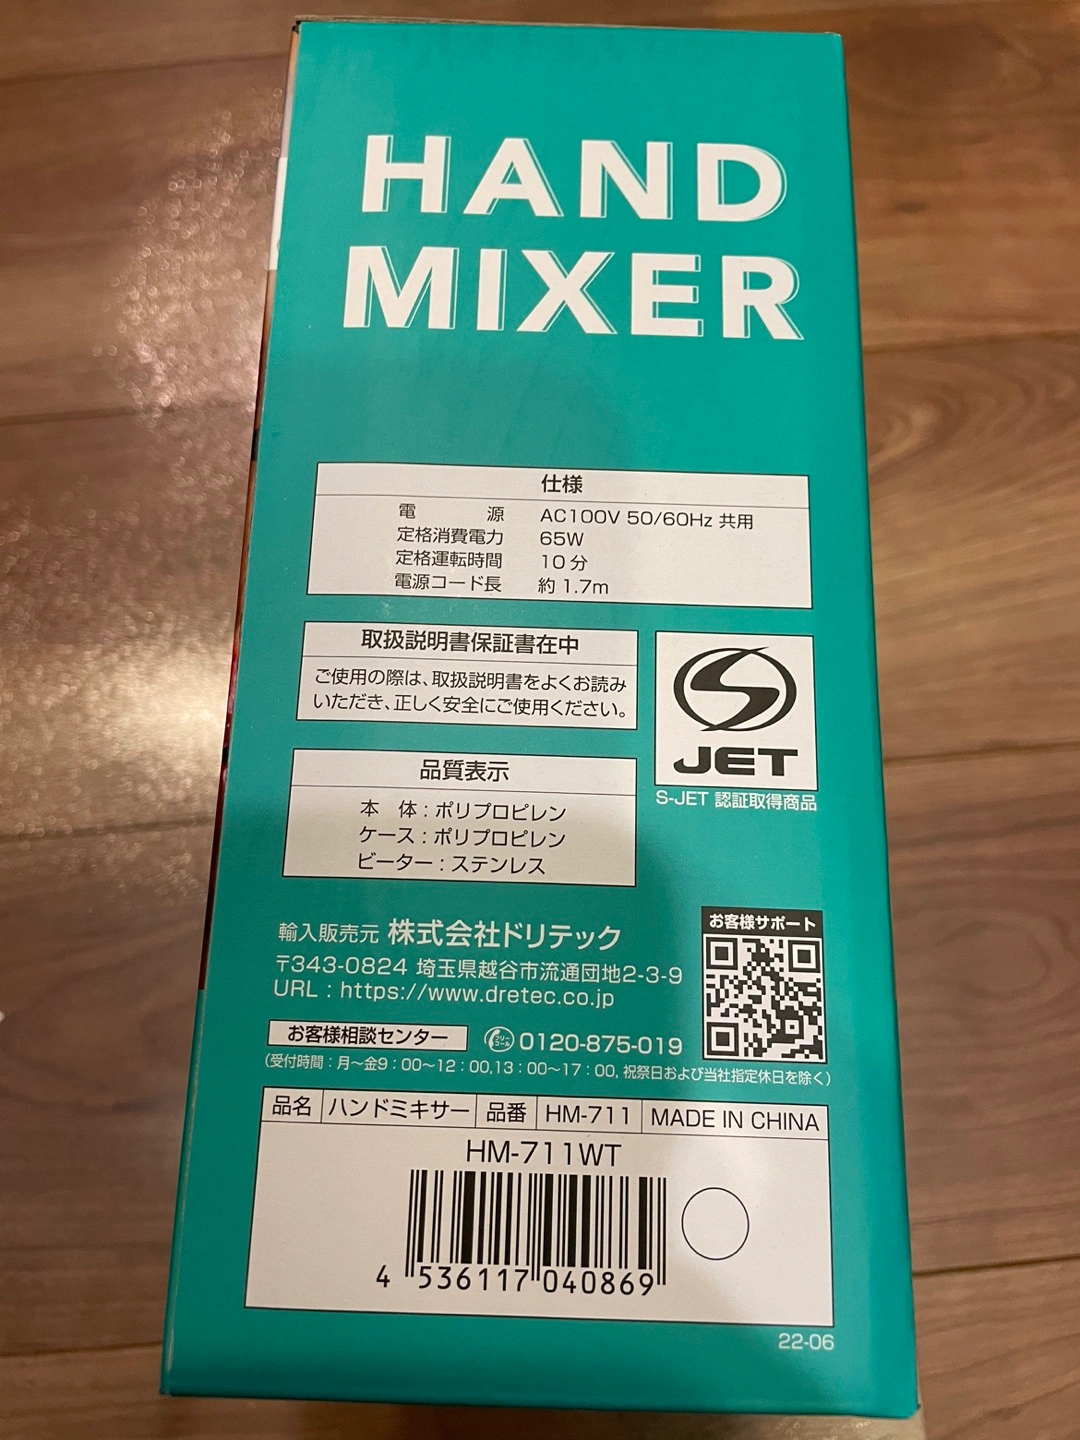 HAND
MIXER
仕様
電源 AC100V 50/60Hz 共用
定格消費電力 65W
定格運転時間 10分
電源コード長 約1.7m
取扱説明書保証書在中
ご使用の際は、取扱説明書をよくお読み
いただき、正しく安全にご使用ください。
JET
S-JET 認証取得商品
品質表示
本体:ポリプロピレン
ケース:ポリプロピレン
ビーター:ステンレス
輸入販売元 株式会社ドリテック
〒343-0824 埼玉県越谷市流通団地2-3-9
URL:https://www.dretec.co.jp
お客様サポート
お客様相談センター フリーコール 0120-875-019
(受付時間:月〜金9:00〜12:00,13:00〜17:00, 祝祭日および当社指定休日を除く)
品名 ハンドミキサー 品番 HM-711 MADE IN CHINA
HM-711WT
4 536117 040869
22-06